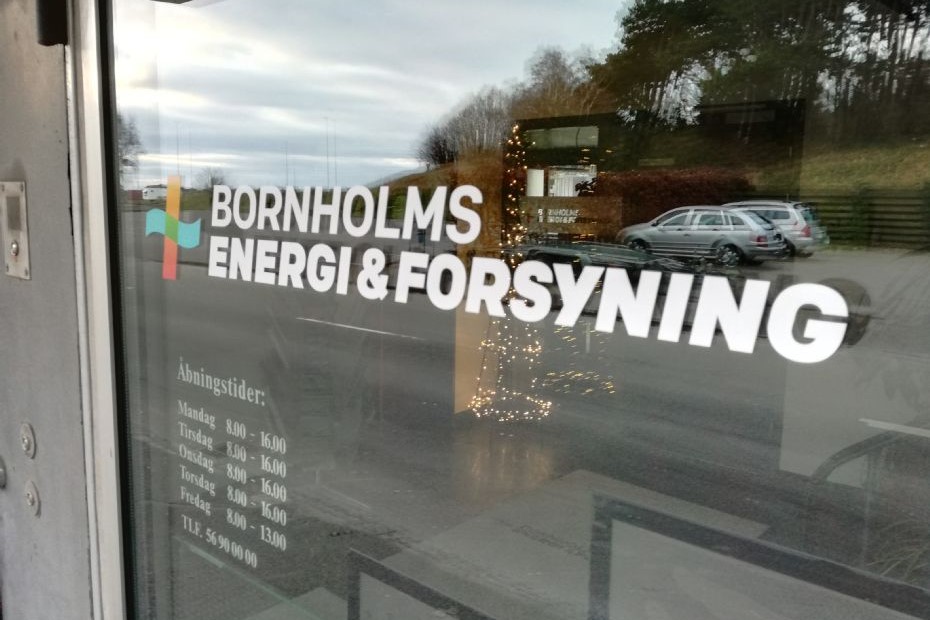 BORNHOLMS
ENERGI & FORSYNING
Åbningstider:
Mandag 8.00 - 16.00
Tirsdag 8.00 - 16.00
Onsdag 8.00 - 16.00
Torsdag 8.00 - 16.00
Fredag 8.00 - 13.00
TLF. 56 90 00 00